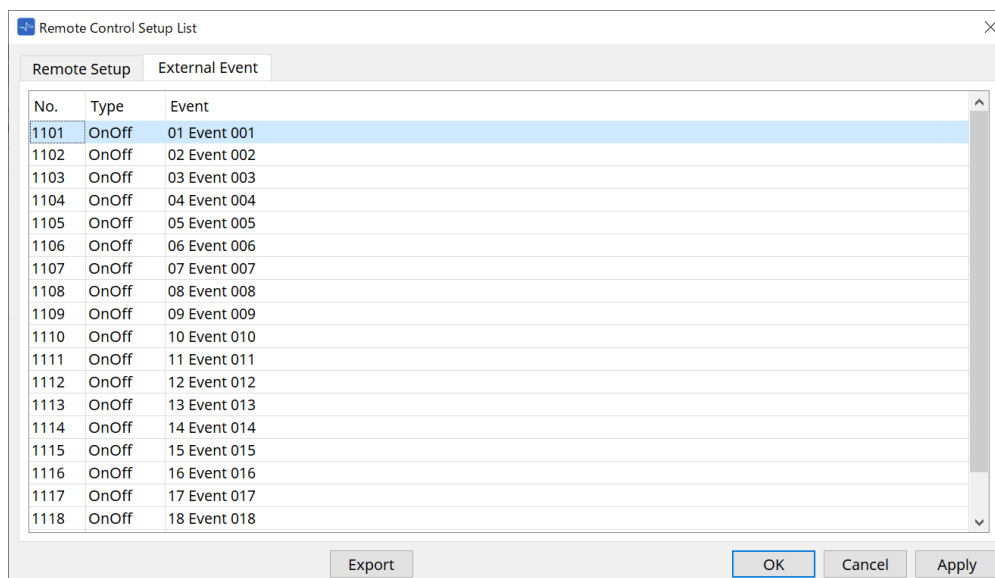 Remote Control Setup List
Remote Setup External Event
No. Type Event
1101 OnOff 01 Event 001
1102 OnOff 02 Event 002
1103 OnOff 03 Event 003
1104 OnOff 04 Event 004
1105 OnOff 05 Event 005
1106 OnOff 06 Event 006
1107 OnOff 07 Event 007
1108 OnOff 08 Event 008
1109 OnOff 09 Event 009
1110 OnOff 10 Event 010
1111 OnOff 11 Event 011
1112 OnOff 12 Event 012
1113 OnOff 13 Event 013
1114 OnOff 14 Event 014
1115 OnOff 15 Event 015
1116 OnOff 16 Event 016
1117 OnOff 17 Event 017
1118 OnOff 18 Event 018
Export OK Cancel Apply